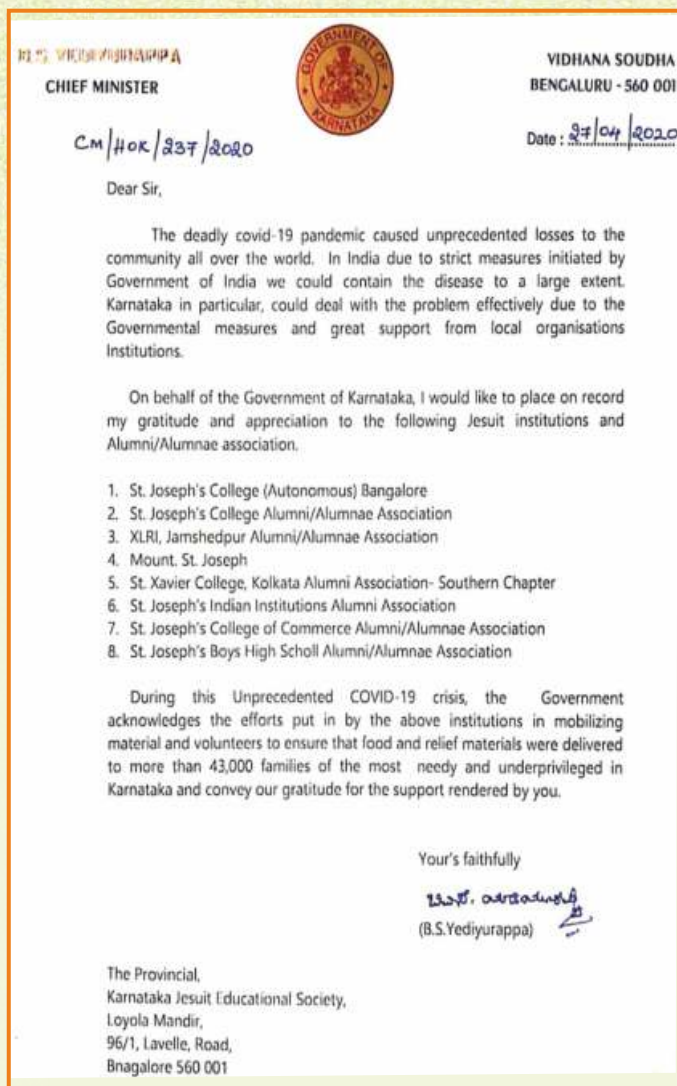 B.S. YEDIYURAPPA
CHIEF MINISTER
GOVERNMENT OF
KARNATAKA
VIDHANA SOUDHA
BENGALURU - 560 001
CM/HOK/237/2020
Date : 27/04/2020
Dear Sir,
The deadly covid-19 pandemic caused unprecedented losses to the
community all over the world. In India due to strict measures initiated by
Government of India we could contain the disease to a large extent.
Karnataka in particular, could deal with the problem effectively due to the
Governmental measures and great support from local organisations
Institutions.
On behalf of the Government of Karnataka, I would like to place on record
my gratitude and appreciation to the following Jesuit institutions and
Alumni/Alumnae association.
1. St. Joseph's College (Autonomous) Bangalore
2. St. Joseph's College Alumni/Alumnae Association
3. XLRI, Jamshedpur Alumni/Alumnae Association
4. Mount. St. Joseph
5. St. Xavier College, Kolkata Alumni Association- Southern Chapter
6. St. Joseph's Indian Institutions Alumni Association
7. St. Joseph's College of Commerce Alumni/Alumnae Association
8. St. Joseph's Boys High Scholl Alumni/Alumnae Association
During this Unprecedented COVID-19 crisis, the Government
acknowledges the efforts put in by the above institutions in mobilizing
material and volunteers to ensure that food and relief materials were delivered
to more than 43,000 families of the most needy and underprivileged in
Karnataka and convey our gratitude for the support rendered by you.
Your's faithfully
(B.S.Yediyurappa)
The Provincial,
Karnataka Jesuit Educational Society,
Loyola Mandir,
96/1, Lavelle, Road,
Bnagalore 560 001